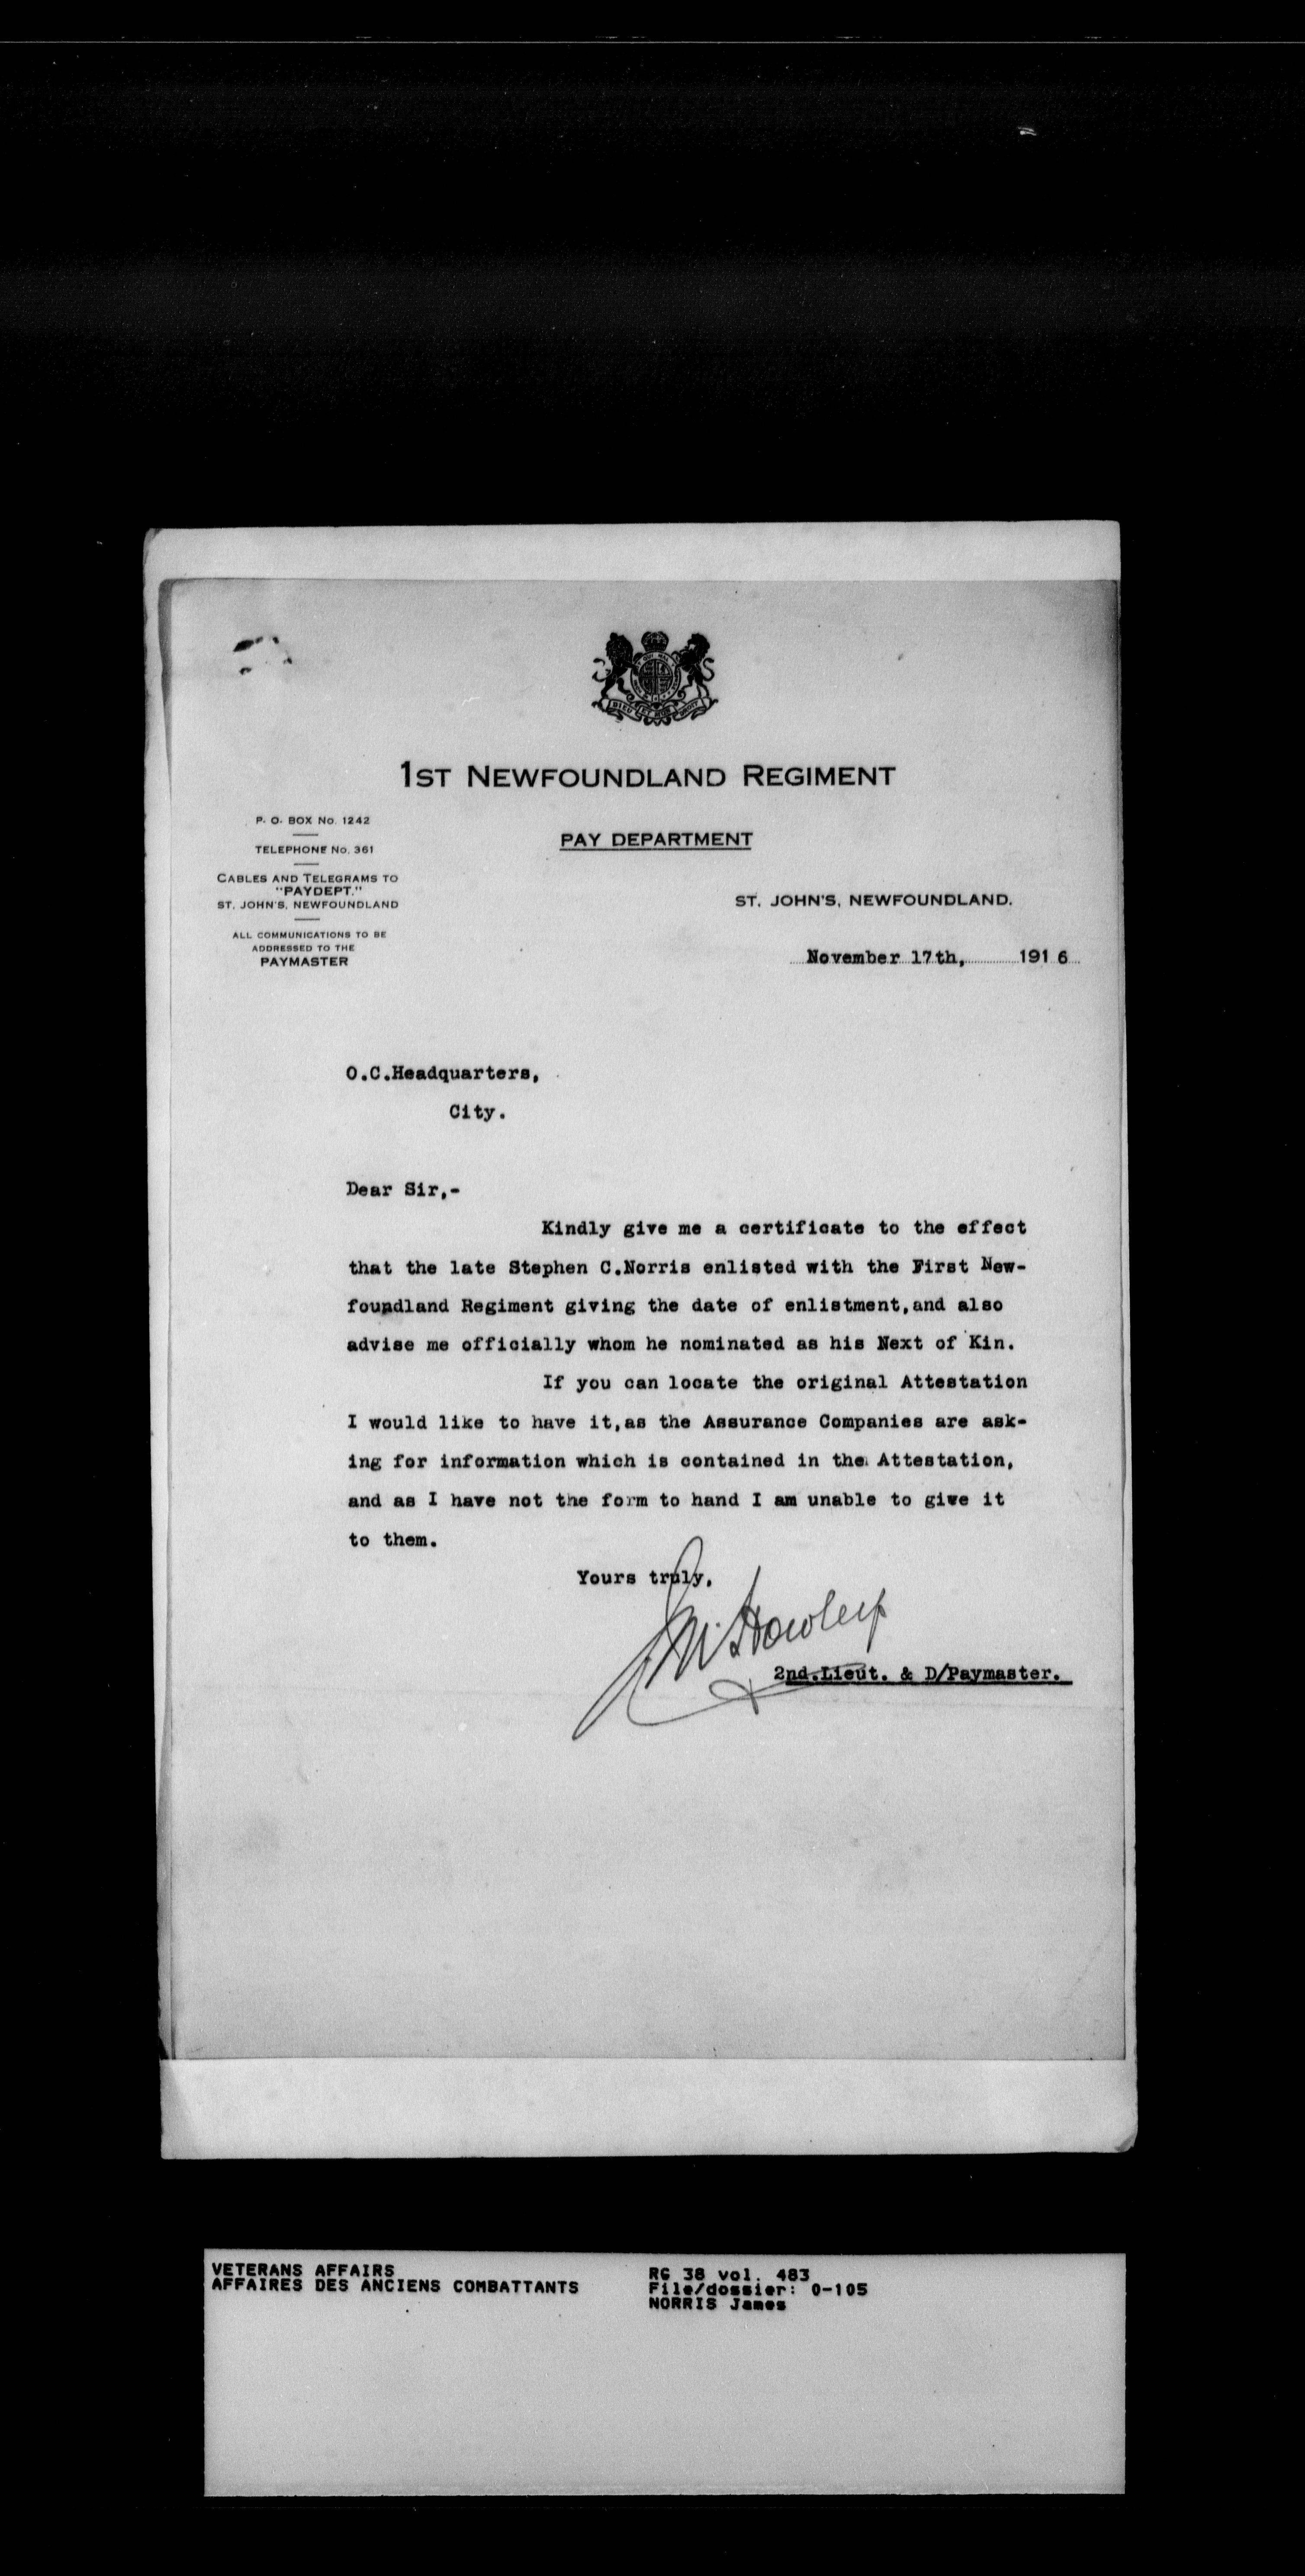 DIEU ET MON DROIT
1ST NEWFOUNDLAND REGIMENT
P. O. BOX No. 1242
TELEPHONE No. 361
CABLES AND TELEGRAMS TO
"PAYDEPT."
ST. JOHN'S, NEWFOUNDLAND
ALL COMMUNICATIONS TO BE
ADDRESSED TO THE
PAYMASTER
PAY DEPARTMENT
ST. JOHN'S, NEWFOUNDLAND.
November 17th, 1916
O.C.Headquarters,
City.
Dear Sir,-
Kindly give me a certificate to the effect
that the late Stephen C.Norris enlisted with the First New-
foundland Regiment giving the date of enlistment,and also
advise me officially whom he nominated as his Next of Kin.
If you can locate the original Attestation
I would like to have it,as the Assurance Companies are ask-
ing for information which is contained in the Attestation,
and as I have not the form to hand I am unable to give it
to them.
Yours truly,
J M. Howley
2nd.Lieut. & D/Paymaster.
VETERANS AFFAIRS
AFFAIRES DES ANCIENS COMBATTANTS
RG 38 vol. 483
File/dossier: 0-105
NORRIS James